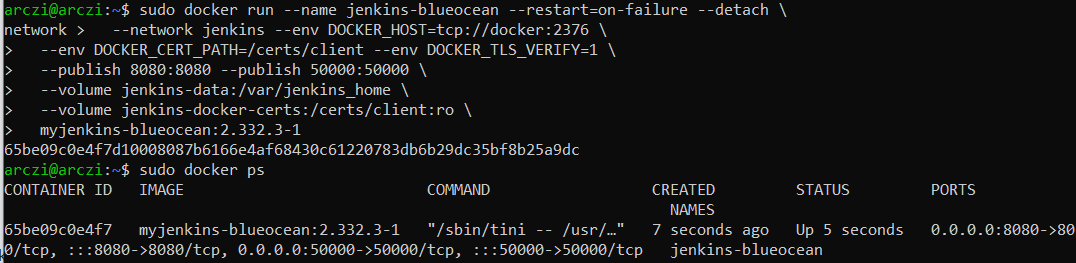 arczi@arczi:~$ sudo docker run --name jenkins-blueocean --restart=on-failure --detach \
network >   --network jenkins --env DOCKER_HOST=tcp://docker:2376 \
>   --env DOCKER_CERT_PATH=/certs/client --env DOCKER_TLS_VERIFY=1 \
>   --publish 8080:8080 --publish 50000:50000 \
>   --volume jenkins-data:/var/jenkins_home \
>   --volume jenkins-docker-certs:/certs/client:ro \
>   myjenkins-blueocean:2.332.3-1
65be09c0e4f7d10008087b6166e4af68430c61220783db6b29dc35bf8b25a9dc
arczi@arczi:~$ sudo docker ps
CONTAINER ID   IMAGE                           COMMAND                  CREATED         STATUS         PORTS
NAMES
65be09c0e4f7   myjenkins-blueocean:2.332.3-1   "/sbin/tini -- /usr/…"   7 seconds ago   Up 5 seconds   0.0.0.0:8080->80
0/tcp, :::8080->8080/tcp, 0.0.0.0:50000->50000/tcp, :::50000->50000/tcp   jenkins-blueocean